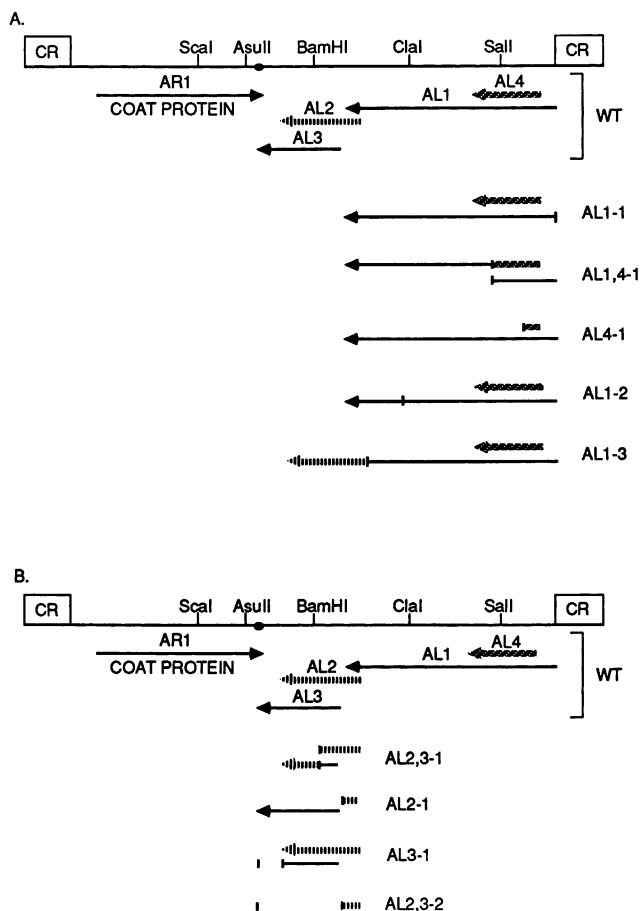 A.
CR ScaI AsuII BamHI ClaI SalI CR
AR1 AL4
COAT PROTEIN AL2 AL1 WT
AL3
AL1-1
AL1,4-1
AL4-1
AL1-2
AL1-3
B.
CR ScaI AsuII BamHI ClaI SalI CR
AR1 AL2 AL1 AL4
COAT PROTEIN WT
AL3
AL2,3-1
AL2-1
AL3-1
AL2,3-2